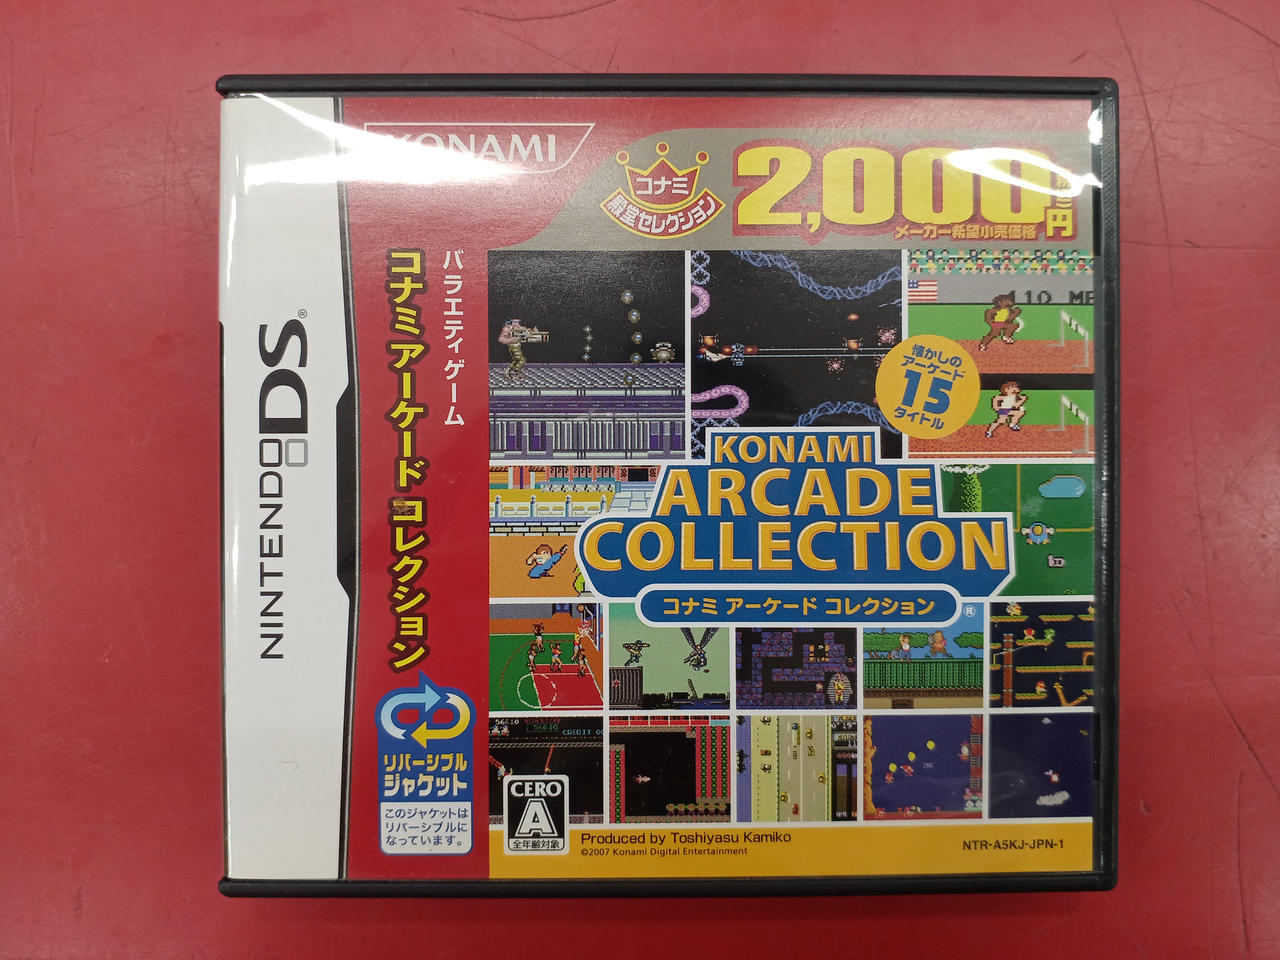 KONAMI
コナミ
殿堂セレクション
2,000円
メーカー希望小売価格
NINTENDO DS®
バラエティゲーム
コナミ アーケード コレクション
110 ME
懐かしの
アーケード
15
タイトル
KONAMI
ARCADE
COLLECTION
コナミ アーケード コレクション
®
リバーシブル
ジャケット
このジャケットは
リバーシブルに
なっています。
CERO
A
全年齢対象
Produced by Toshiyasu Kamiko
©2007 Konami Digital Entertainment
NTR-A5KJ-JPN-1